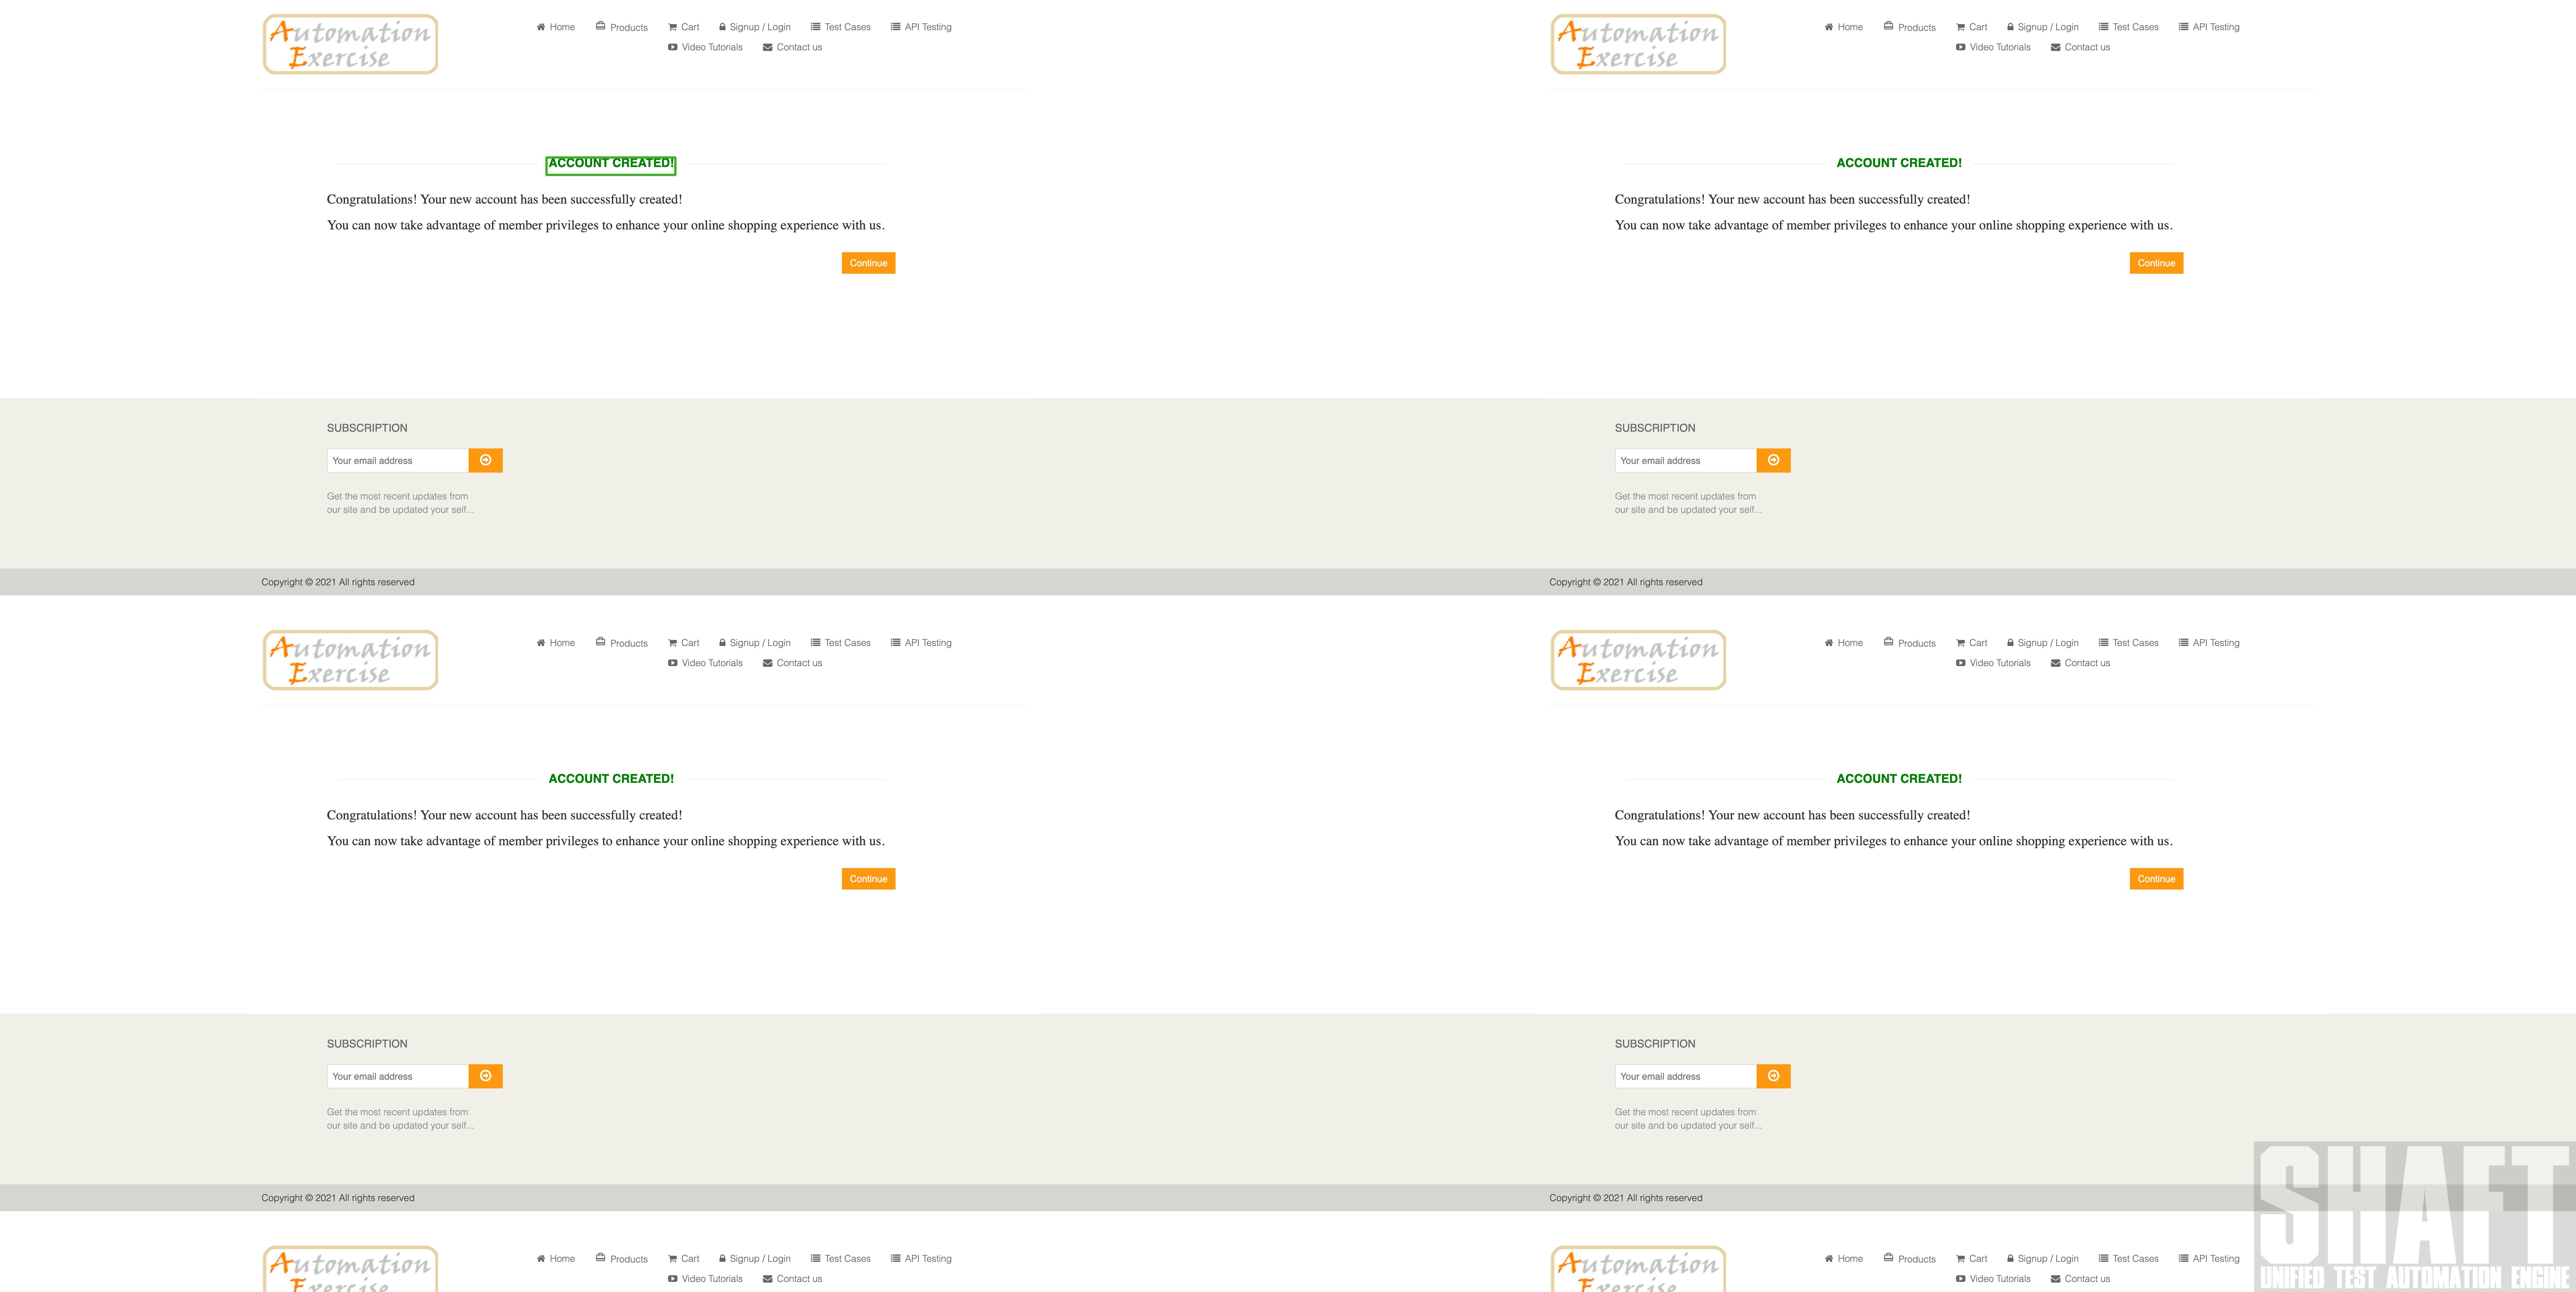 Automation
Exercise
Home Products Cart Signup / Login Test Cases API Testing
Video Tutorials Contact us
ACCOUNT CREATED!
Congratulations! Your new account has been successfully created!
You can now take advantage of member privileges to enhance your online shopping experience with us.
Continue
SUBSCRIPTION
Your email address
Get the most recent updates from
our site and be updated your self...
Copyright © 2021 All rights reserved
Automation
Exercise
Home Products Cart Signup / Login Test Cases API Testing
Video Tutorials Contact us
ACCOUNT CREATED!
Congratulations! Your new account has been successfully created!
You can now take advantage of member privileges to enhance your online shopping experience with us.
Continue
SUBSCRIPTION
Your email address
Get the most recent updates from
our site and be updated your self...
Copyright © 2021 All rights reserved
Automation
Exercise
Home Products Cart Signup / Login Test Cases API Testing
Video Tutorials Contact us
ACCOUNT CREATED!
Congratulations! Your new account has been successfully created!
You can now take advantage of member privileges to enhance your online shopping experience with us.
Continue
SUBSCRIPTION
Your email address
Get the most recent updates from
our site and be updated your self...
Copyright © 2021 All rights reserved
Automation
Exercise
Home Products Cart Signup / Login Test Cases API Testing
Video Tutorials Contact us
ACCOUNT CREATED!
Congratulations! Your new account has been successfully created!
You can now take advantage of member privileges to enhance your online shopping experience with us.
Continue
SUBSCRIPTION
Your email address
Get the most recent updates from
our site and be updated your self...
Copyright © 2021 All rights reserved
Automation
Exercise
Home Products Cart Signup / Login Test Cases API Testing
Video Tutorials Contact us
Automation
Exercise
Home Products Cart Signup / Login Test Cases API Testing
Video Tutorials Contact us
SHAFT
UNIFIED TEST AUTOMATION ENGINE